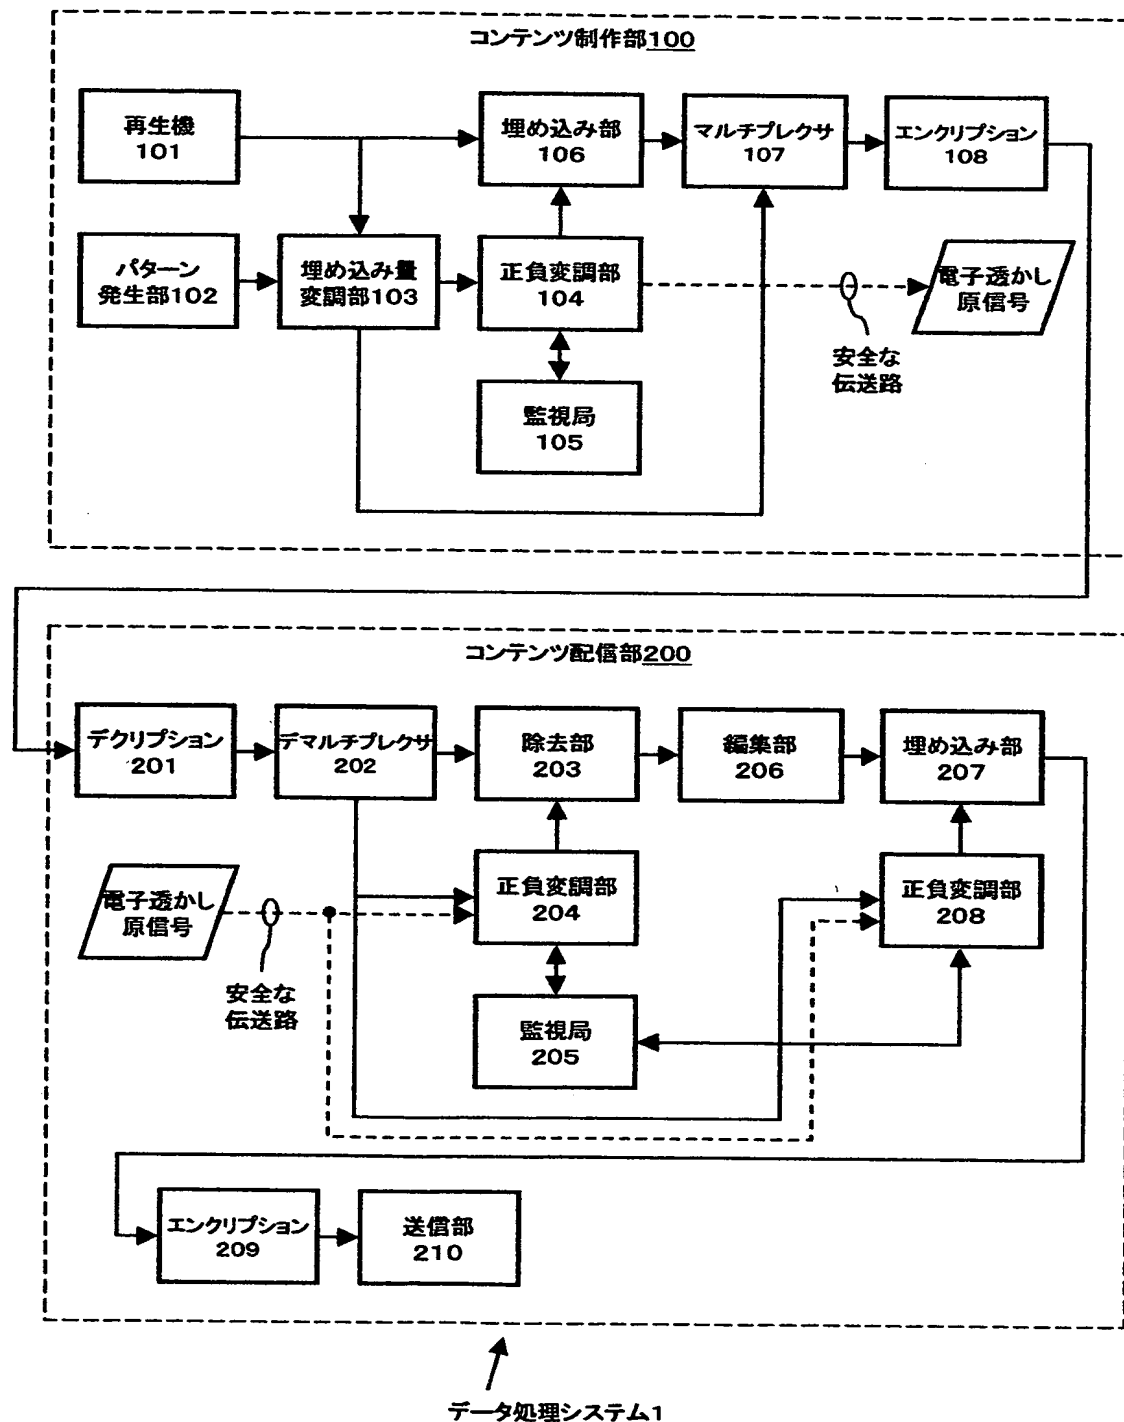 コンテンツ制作部100
再生機
101
埋め込み部
106
マルチプレクサ
107
エンクリプション
108
パターン
発生部102
埋め込み量
変調部103
正負変調部
104
電子透かし
原信号
安全な
伝送路
監視局
105
コンテンツ配信部200
デクリプション
201
デマルチプレクサ
202
除去部
203
編集部
206
埋め込み部
207
電子透かし
原信号
正負変調部
204
正負変調部
208
安全な
伝送路
監視局
205
エンクリプション
209
送信部
210
データ処理システム1